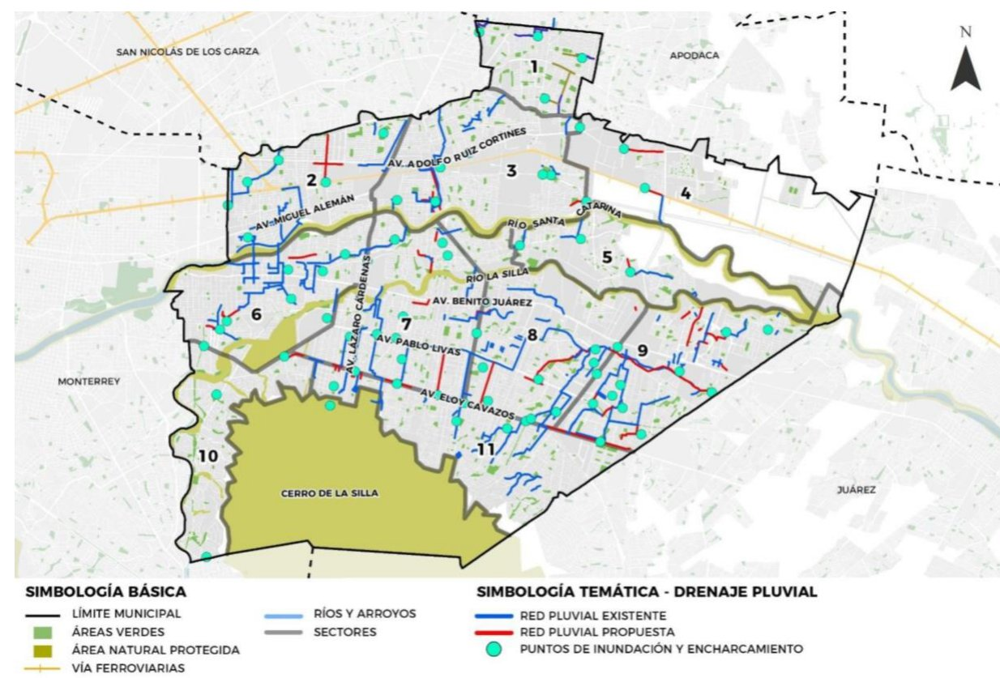 N
SAN NICOLÁS DE LOS GARZA
APODACA
1
AV. ADOLFO RUIZ CORTINES
2
3
4
AV. MIGUEL ALEMÁN
RÍO SANTA CATARINA
5
RÍO LA SILLA
AV. LÁZARO CÁRDENAS
AV. BENITO JUÁREZ
6
7
8
AV. PABLO LIVAS
9
MONTERREY
AV. ELOY CAVAZOS
10
11
CERRO DE LA SILLA
JUÁREZ
SIMBOLOGÍA BÁSICA
LÍMITE MUNICIPAL
ÁREAS VERDES
ÁREA NATURAL PROTEGIDA
VÍA FERROVIARIAS
RÍOS Y ARROYOS
SECTORES
SIMBOLOGÍA TEMÁTICA - DRENAJE PLUVIAL
RED PLUVIAL EXISTENTE
RED PLUVIAL PROPUESTA
PUNTOS DE INUNDACIÓN Y ENCHARCAMIENTO